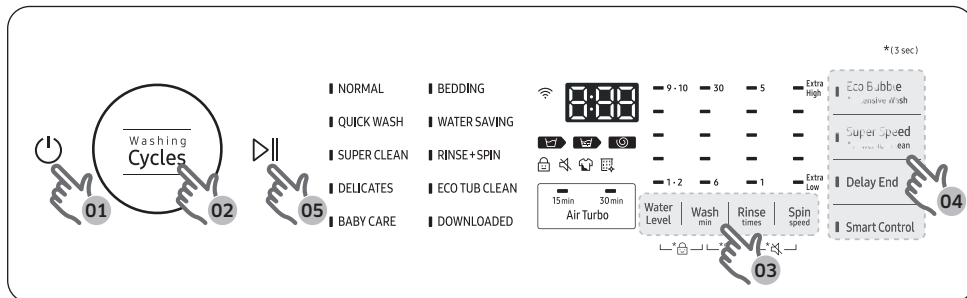 *(3 sec)
NORMAL
QUICK WASH
SUPER CLEAN
DELICATES
BABY CARE
BEDDING
WATER SAVING
RINSE+SPIN
ECO TUB CLEAN
DOWNLOADED
Washing
Cycles
01
02
05
8:88
15min 30min
Air Turbo
9·10 30 5 Extra High
1·2 6 1 Extra Low
Water Level
Wash min
Rinse times
Spin speed
03
Eco Bubble
Wash
Super Speed
Delay End
Smart Control
04